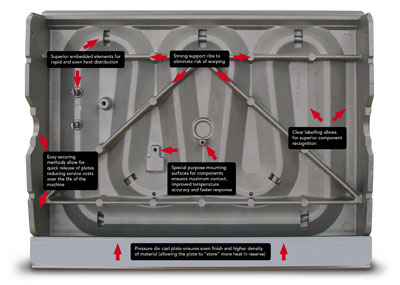 Superior embedded elements for
rapid and even heat distribution
Strong support ribs to
eliminate risk of warping
Clear labelling allows
for superior component
recognition
Easy securing
methods allow for
quick release of plates
reducing service costs
over the life of the
machine
Special purpose mounting
surfaces for components
ensures maximum contact,
improved temperature
accuracy and faster response
Pressure die cast plate ensures even finish and higher density
of material (allowing the plate to "store" more heat in reserve)